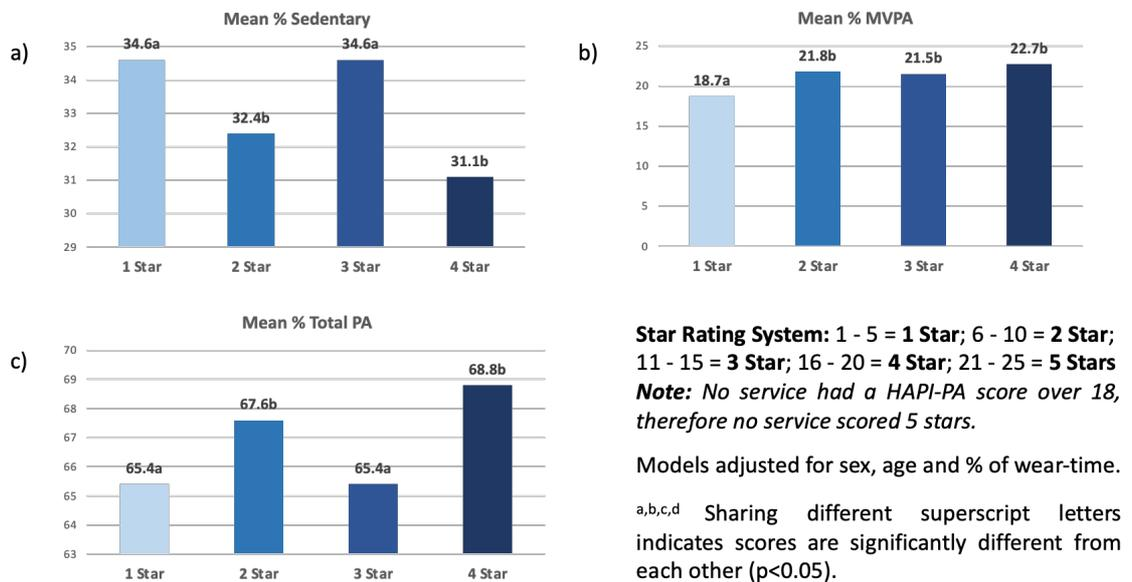 a)
Mean % Sedentary
35
34
33
32
31
30
29
34.6a
32.4b
34.6a
31.1b
1 Star
2 Star
3 Star
4 Star
b)
Mean % MVPA
25
20
15
10
5
0
18.7a
21.8b
21.5b
22.7b
1 Star
2 Star
3 Star
4 Star
c)
Mean % Total PA
70
69
68
67
66
65
64
63
65.4a
67.6b
65.4a
68.8b
1 Star
2 Star
3 Star
4 Star
Star Rating System: 1 - 5 = 1 Star; 6 - 10 = 2 Star;
11 - 15 = 3 Star; 16 - 20 = 4 Star; 21 - 25 = 5 Stars
Note: No service had a HAPI-PA score over 18,
therefore no service scored 5 stars.
Models adjusted for sex, age and % of wear-time.
a,b,c,d Sharing different superscript letters
indicates scores are significantly different from
each other (p<0.05).